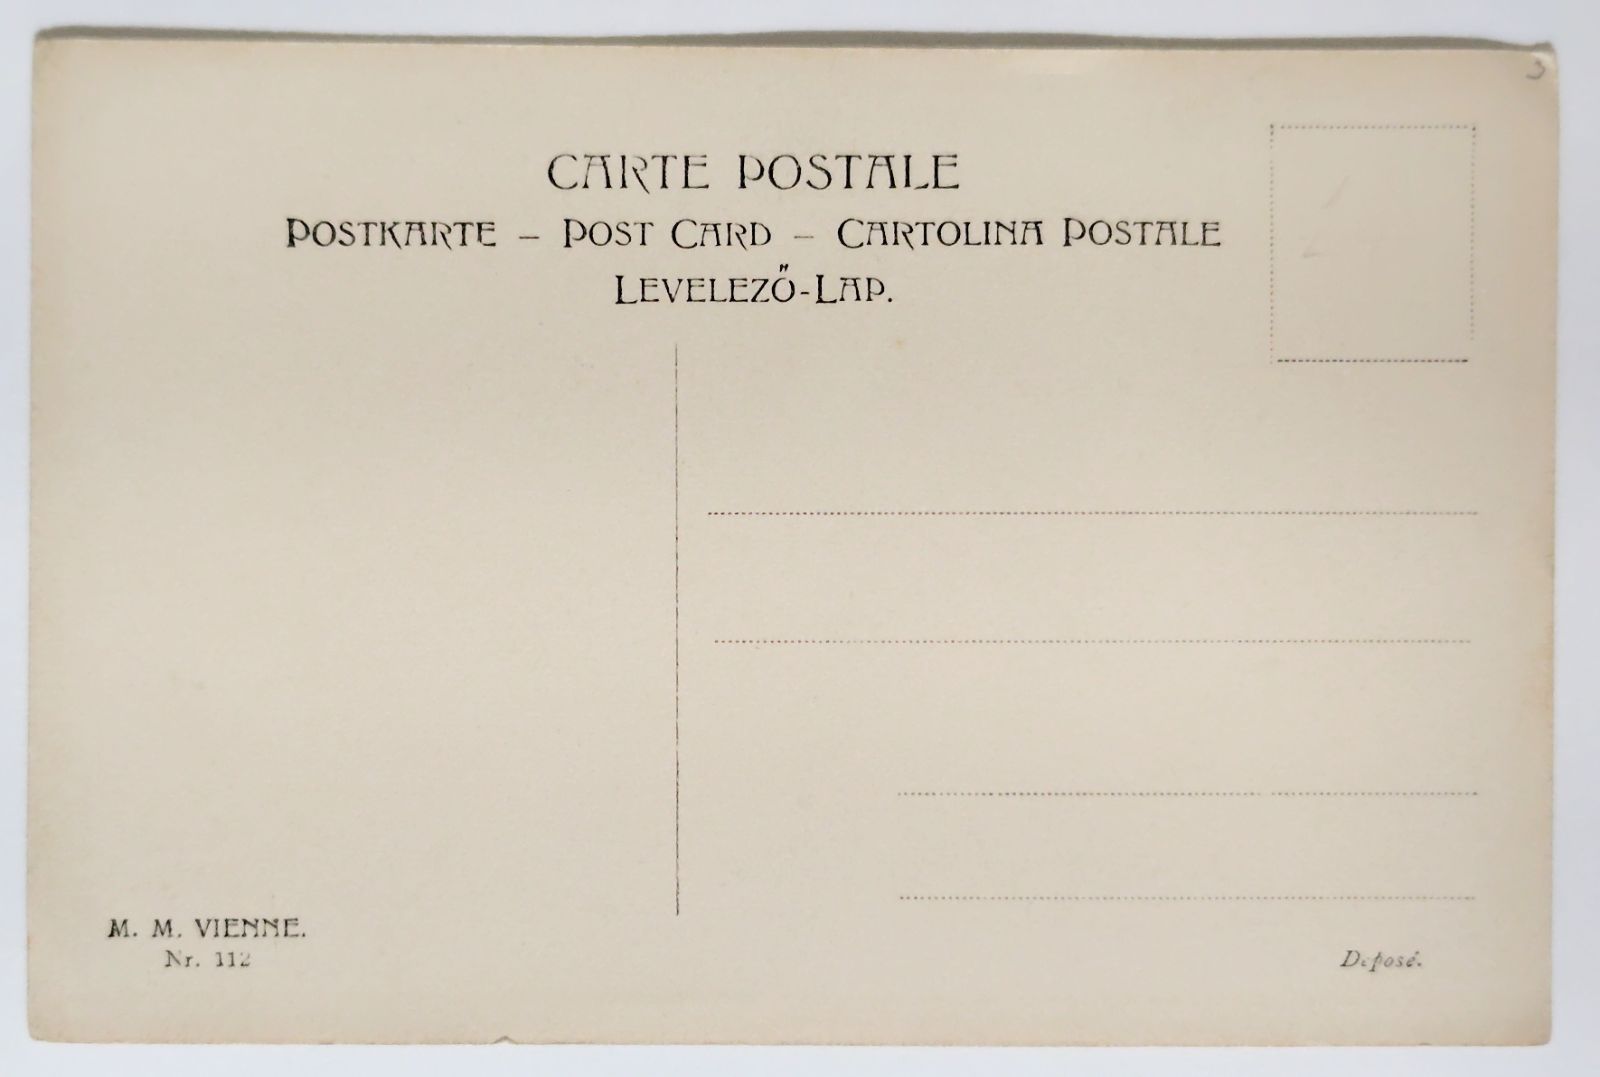 CARTE POSTALE
POSTKARTE – POST CARD – CARTOLINA POSTALE
LEVELEZŐ-LAP.
M. M. VIENNE.
Nr. 112
Deposé.